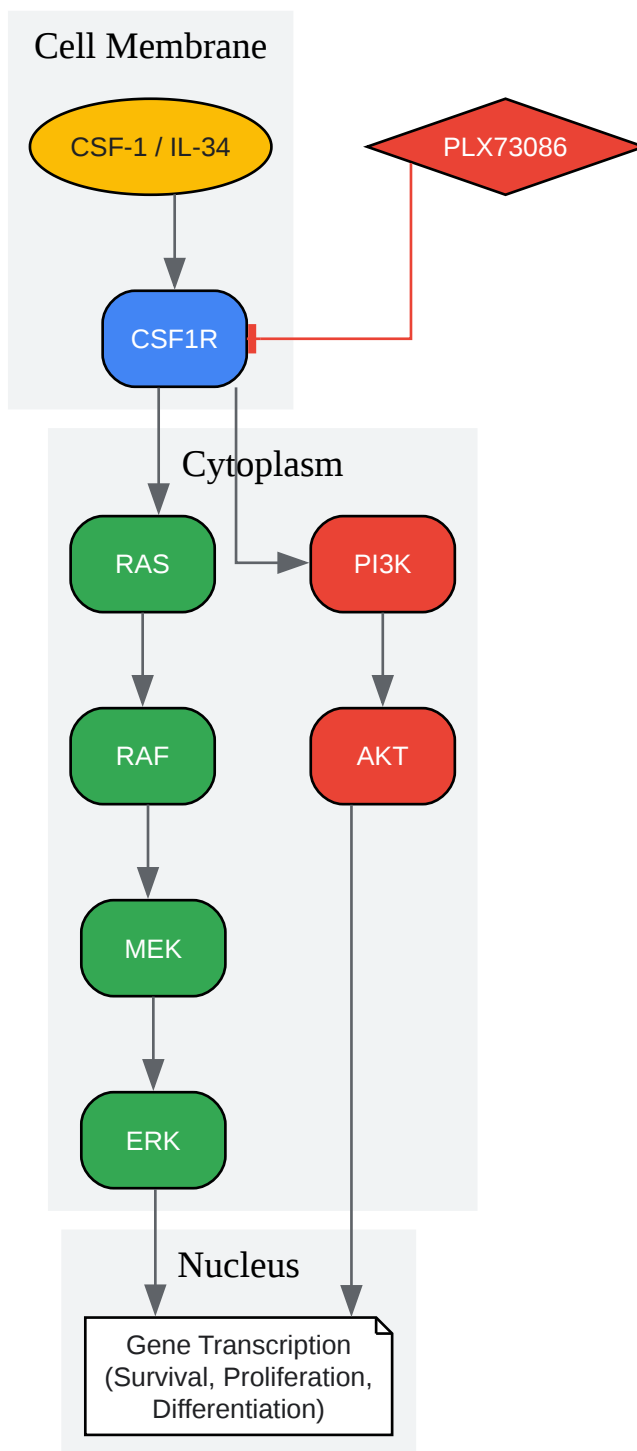 Cell Membrane
CSF-1 / IL-34
PLX73086
CSF1R
Cytoplasm
RAS
PI3K
RAF
AKT
MEK
ERK
Nucleus
Gene Transcription
(Survival, Proliferation,
Differentiation)